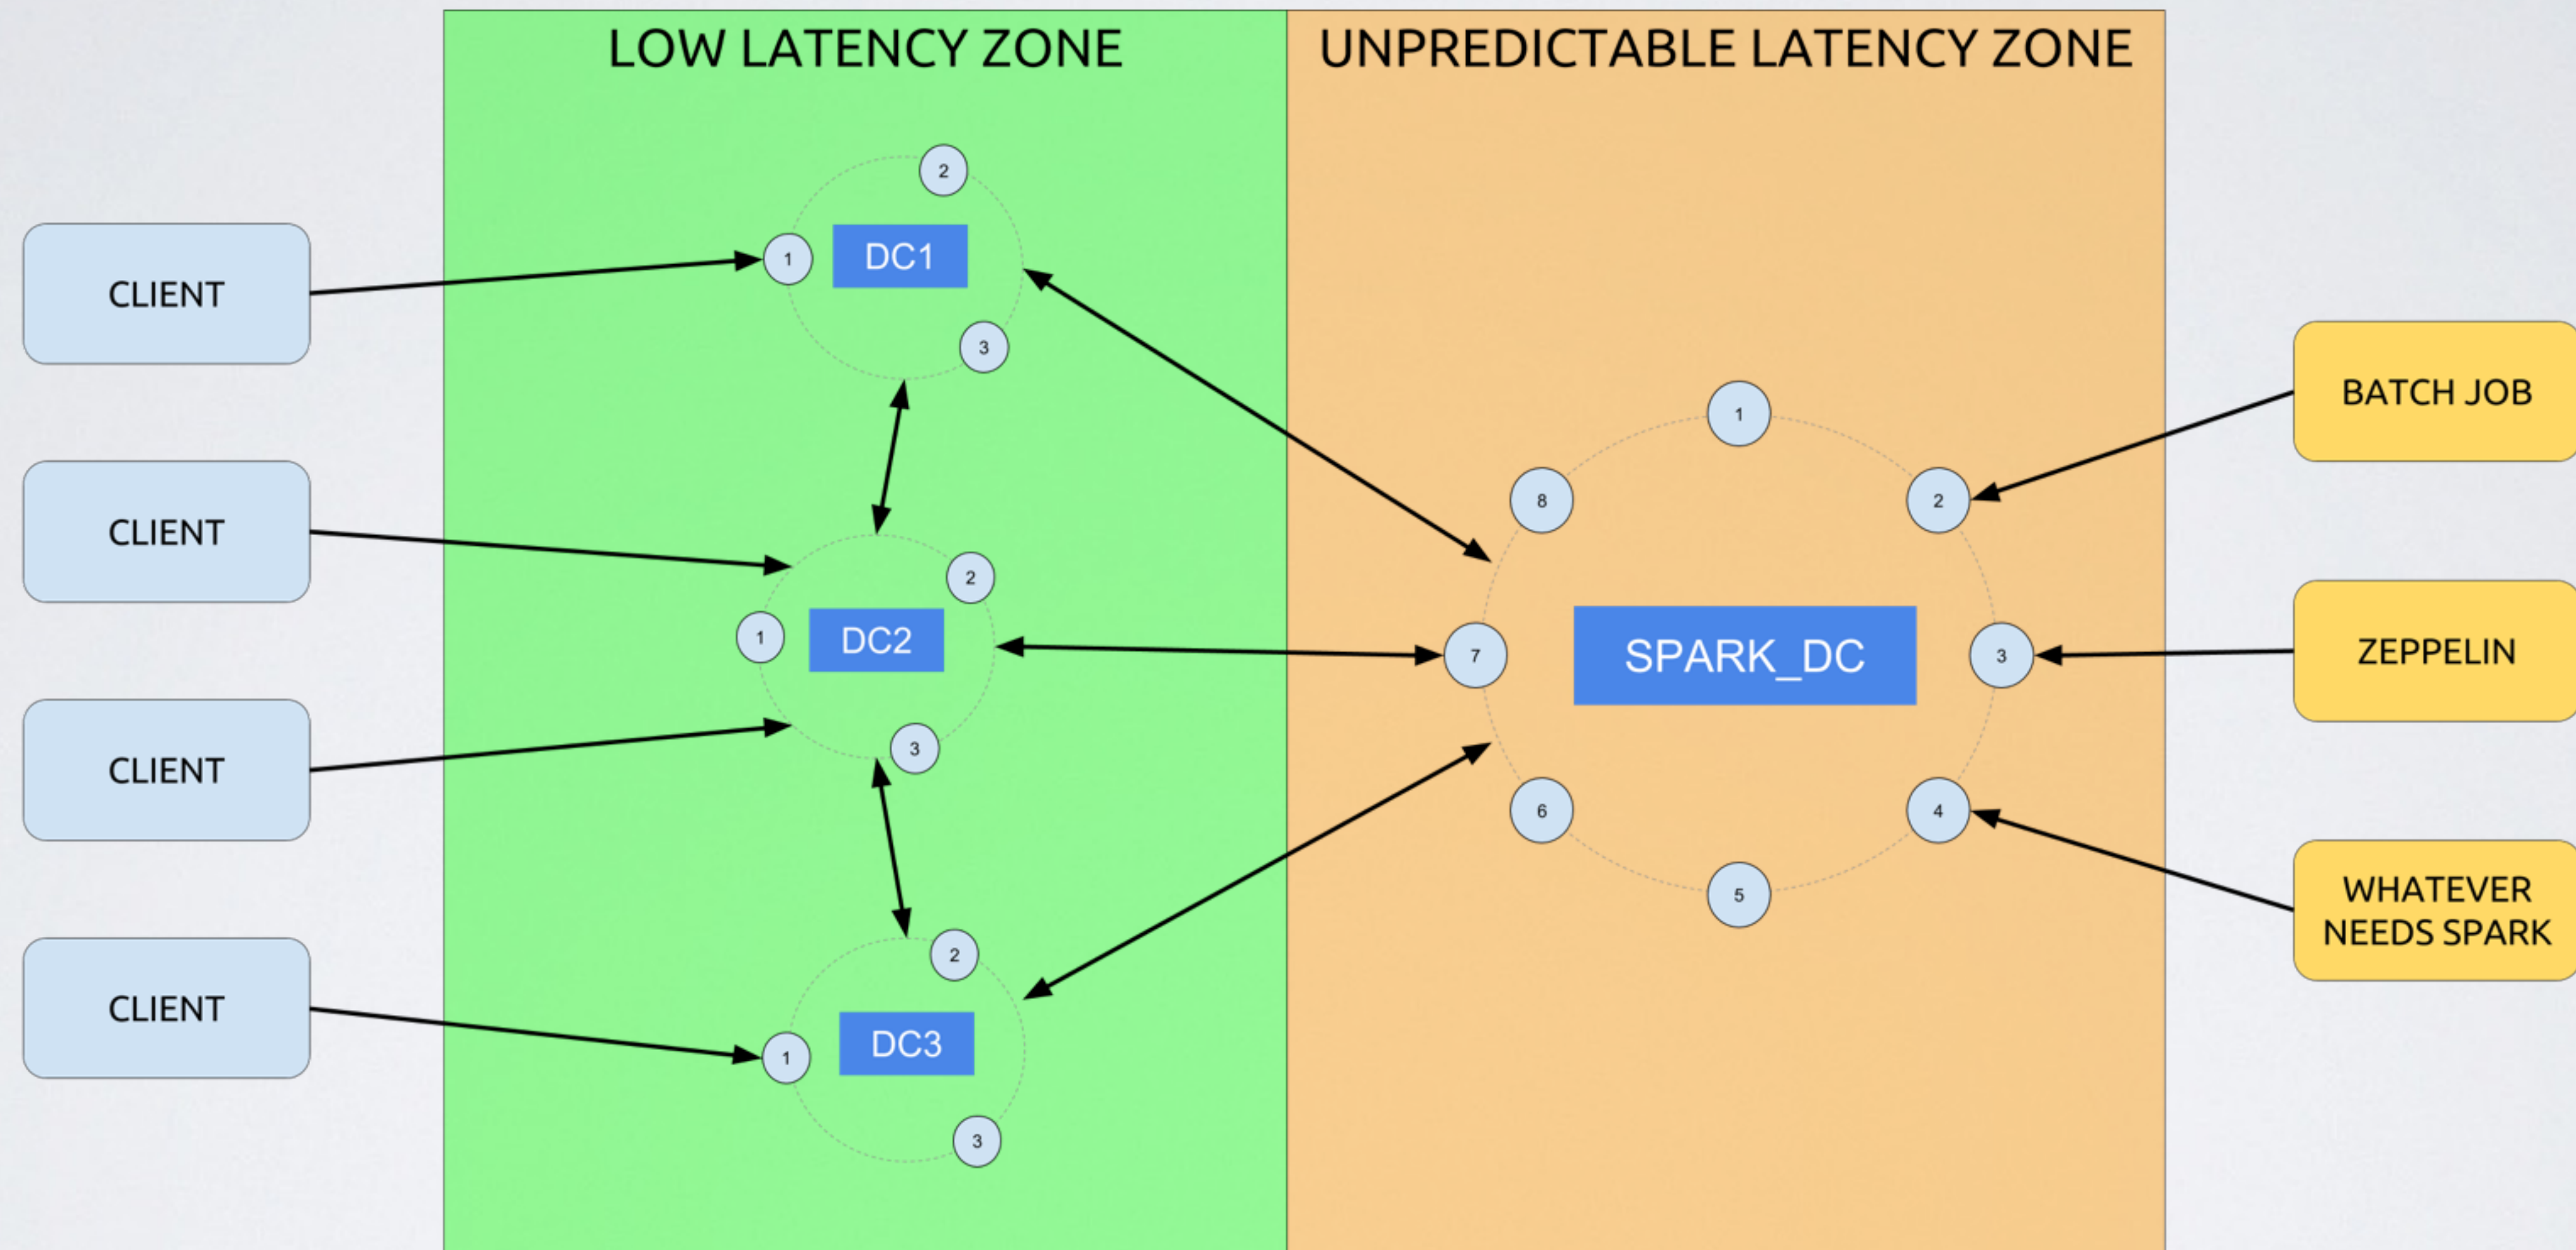 LOW LATENCY ZONE
UNPREDICTABLE LATENCY ZONE
CLIENT
CLIENT
CLIENT
CLIENT
2
DC1
1
3
2
DC2
1
3
2
DC3
1
3
1
8
2
7
SPARK_DC
3
6
4
5
BATCH JOB
ZEPPELIN
WHATEVER
NEEDS SPARK